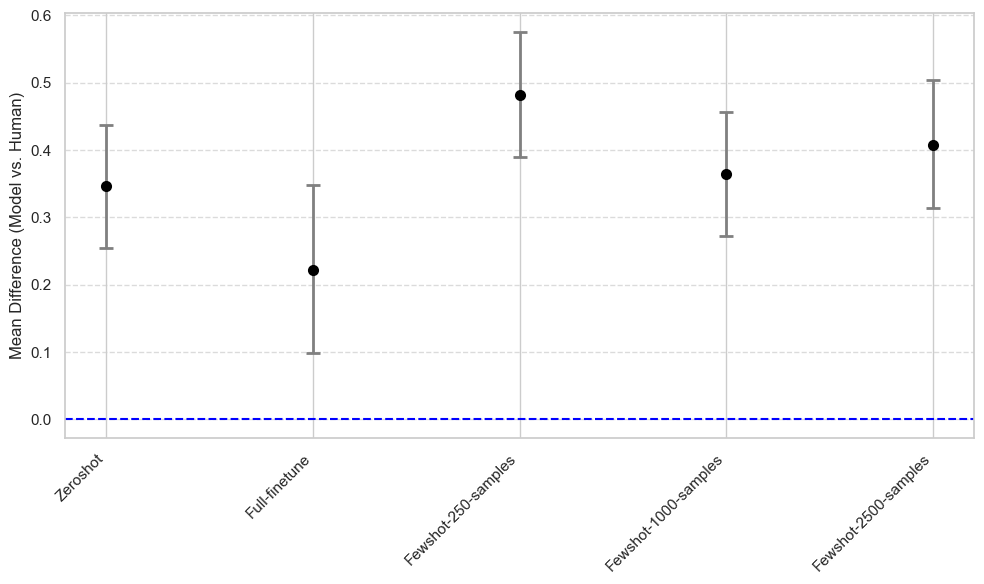 Mean Difference (Model vs. Human)
0.6
0.5
0.4
0.3
0.2
0.1
0.0
Zeroshot
Full-finetune
Fewshot-250-samples
Fewshot-1000-samples
Fewshot-2500-samples